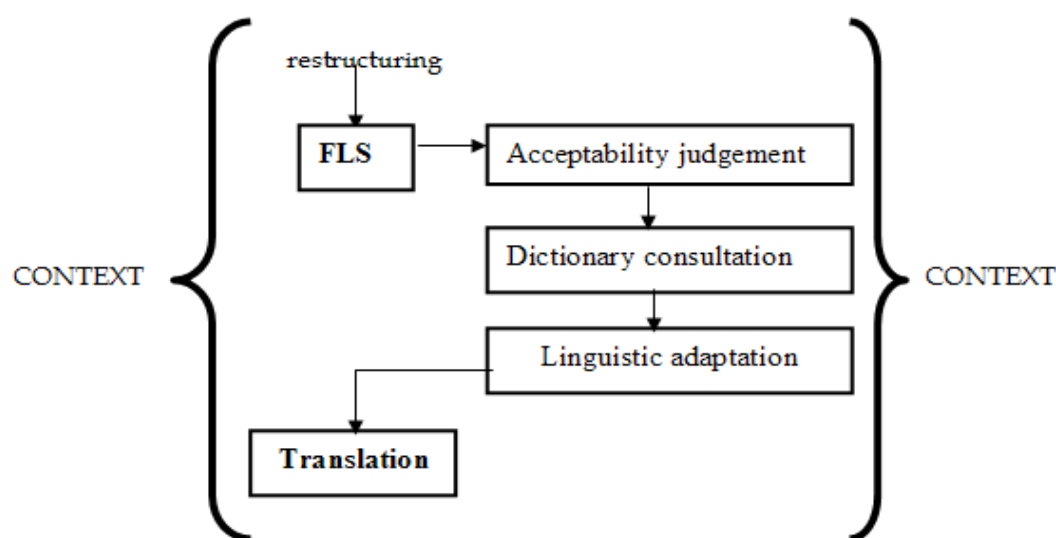 restructuring
FLS
Acceptability judgement
Dictionary consultation
CONTEXT
CONTEXT
Linguistic adaptation
Translation